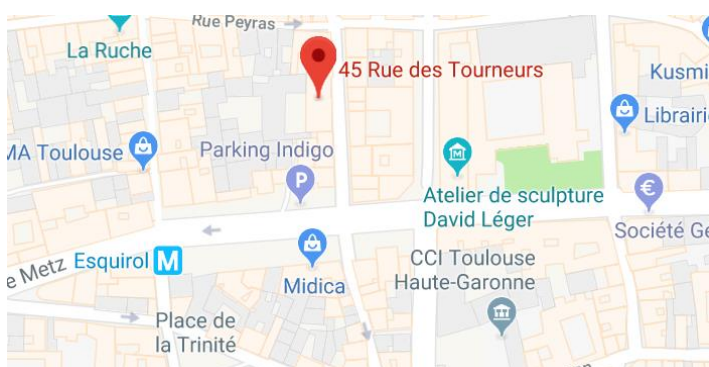 Rue Peyras
La Ruche
45 Rue des Tourneurs
Kusmi
Librairi
MA Toulouse
Parking Indigo
P
M
Atelier de sculpture
David Léger
€
Société Ge
e Metz
Esquirol M
Midica
CCI Toulouse
Haute-Garonne
Place de
la Trinité